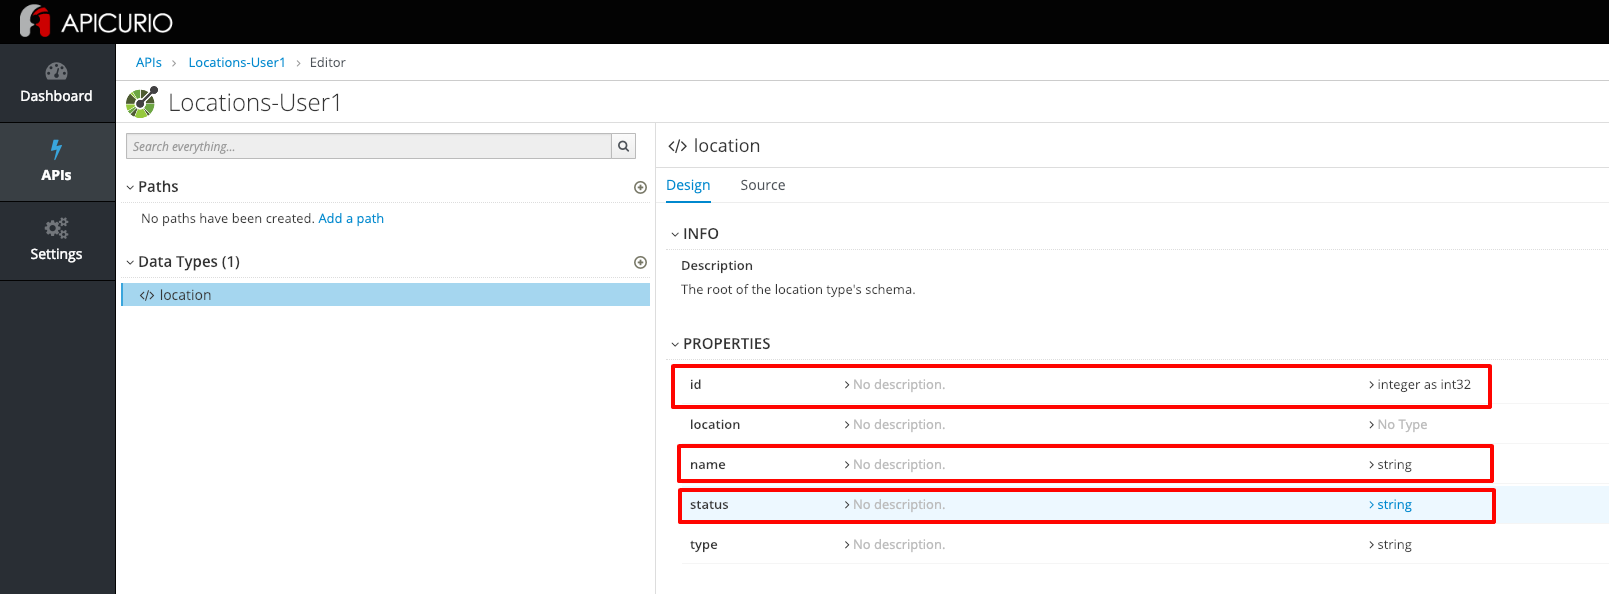 APICURIO
Dashboard
APIs
Settings
APIs › Locations-User1 › Editor
Locations-User1
Search everything...
Paths
No paths have been created. Add a path
Data Types (1)
</> location
</> location
Design Source
INFO
Description
The root of the location type's schema.
PROPERTIES
id No description. integer as int32
location No description. No Type
name No description. string
status No description. string
type No description. string